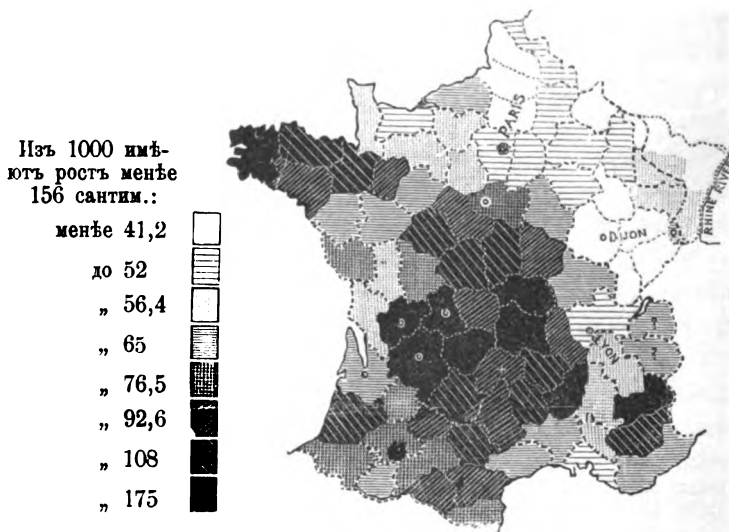 Изъ 1000 имѣ-
ютъ ростъ менѣе
156 сантим.:
менѣе 41,2
до 52
„ 56,4
„ 65
„ 76,5
„ 92,6
„ 108
„ 175
PARIS
DIJON
RHINE RIVER
LYON
?
?